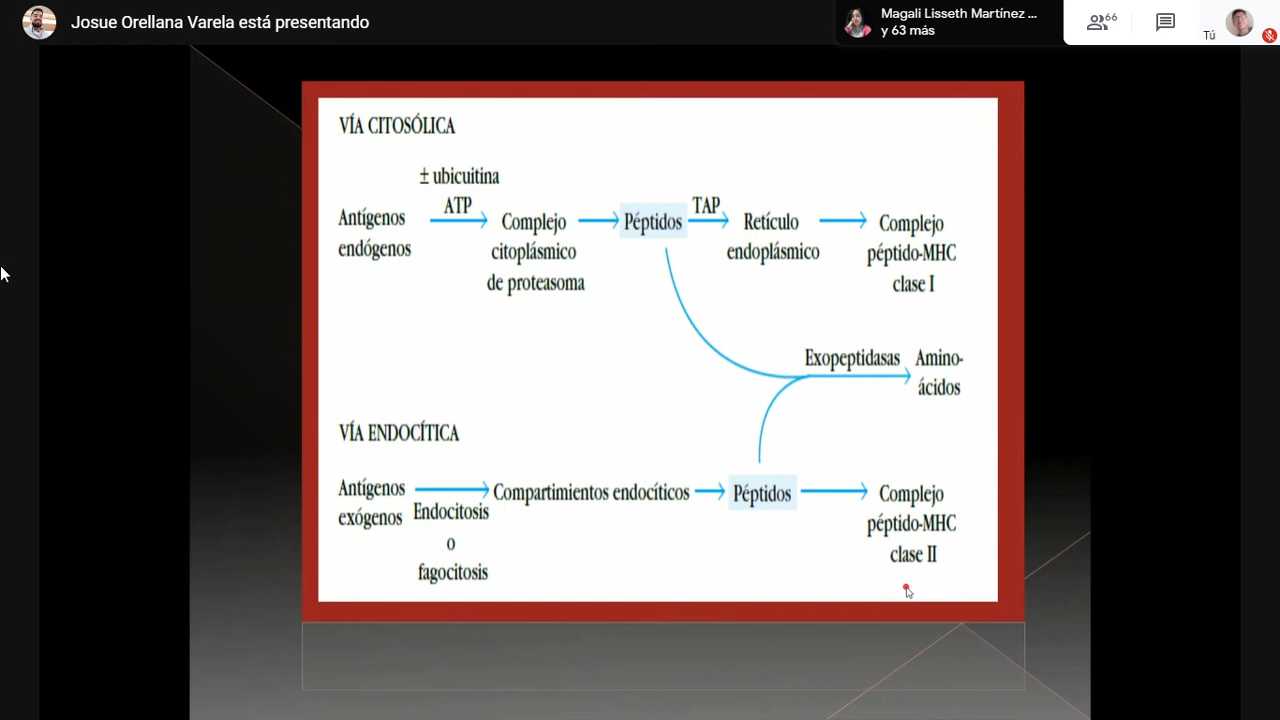 Josue Orellana Varela está presentando
Magali Lisseth Martínez ...
y 63 más
66
Tú
VÍA CITOSÓLICA
± ubicuitina
ATP
TAP
Antígenos
endógenos
Complejo
citoplásmico
de proteasoma
Péptidos
Retículo
endoplásmico
Complejo
péptido-MHC
clase I
Exopeptidasas
Amino-
ácidos
VÍA ENDOCÍTICA
Antígenos
exógenos
Endocitosis
o
fagocitosis
Compartimientos endocíticos
Péptidos
Complejo
péptido-MHC
clase II